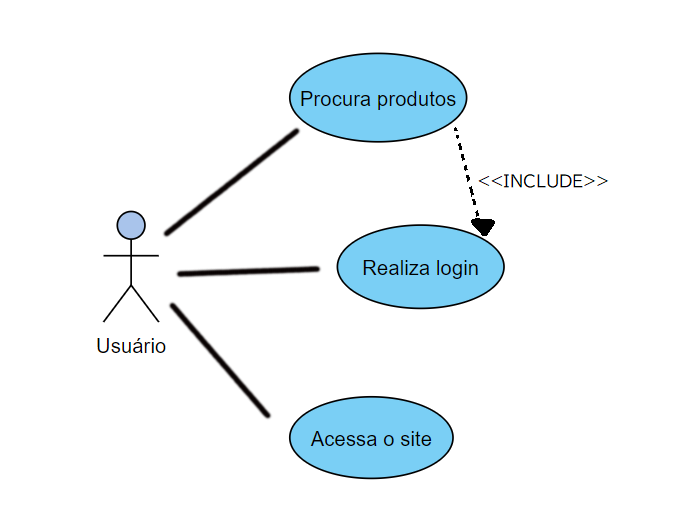 Procura produtos
<<INCLUDE>>
Realiza login
Usuário
Acessa o site